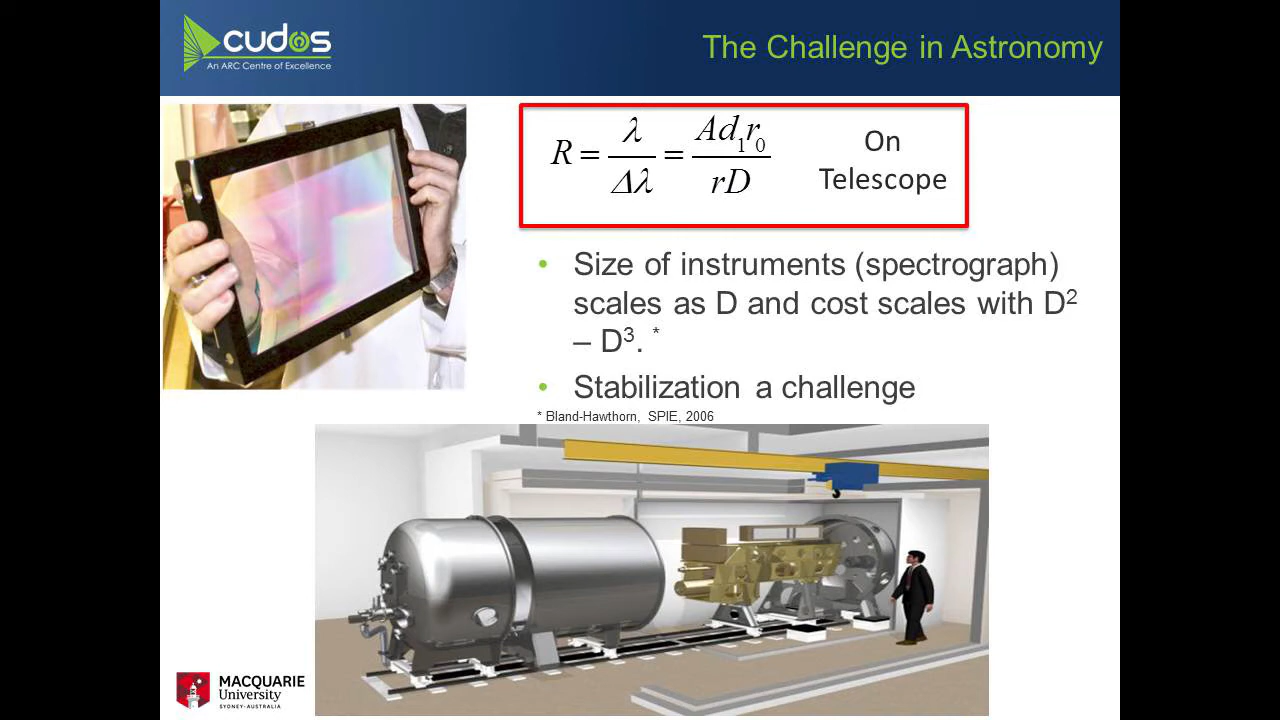 cudos
An ARC Centre of Excellence
The Challenge in Astronomy
R = λ / Δλ = Ad₁r₀ / rD
On
Telescope
• Size of instruments (spectrograph)
scales as D and cost scales with D²
– D³. *
• Stabilization a challenge
* Bland-Hawthorn, SPIE, 2006
MACQUARIE
University
SYDNEY-AUSTRALIA